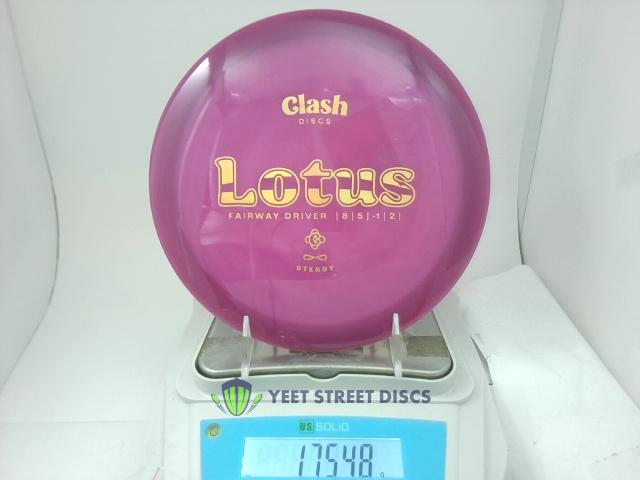 Clash
DISCS
Lotus
FAIRWAY DRIVER | 8 | 5 | -1 | 2 |
STEADY
YEET STREET DISCS
US SOLID
175.48 g